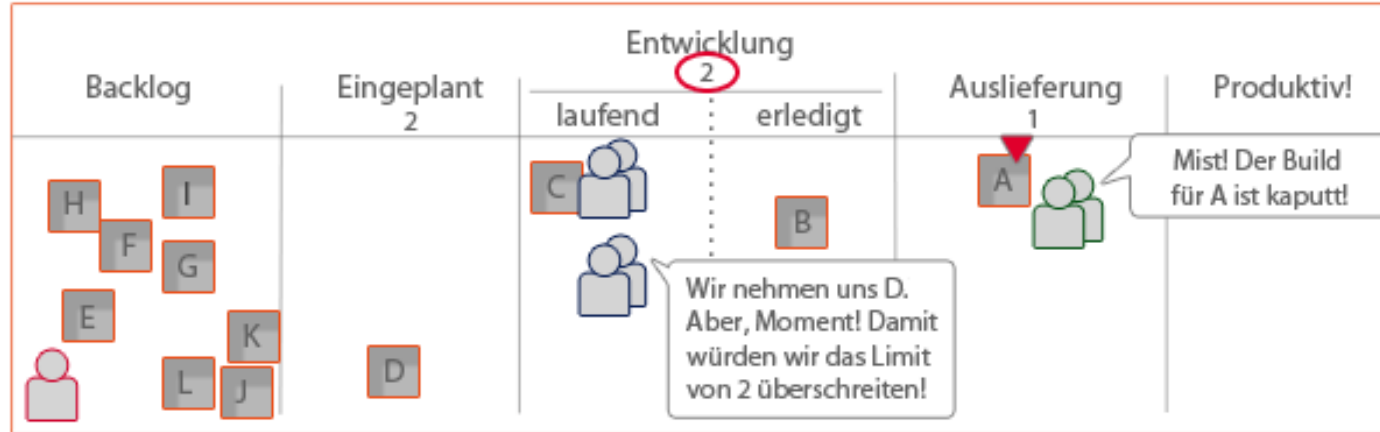 Entwicklung
2
Backlog
Eingeplant
2
laufend
erledigt
Auslieferung
1
Produktiv!
H
I
F
G
E
K
L
J
D
C
B
A
Mist! Der Build
für A ist kaputt!
Wir nehmen uns D.
Aber, Moment! Damit
würden wir das Limit
von 2 überschreiten!